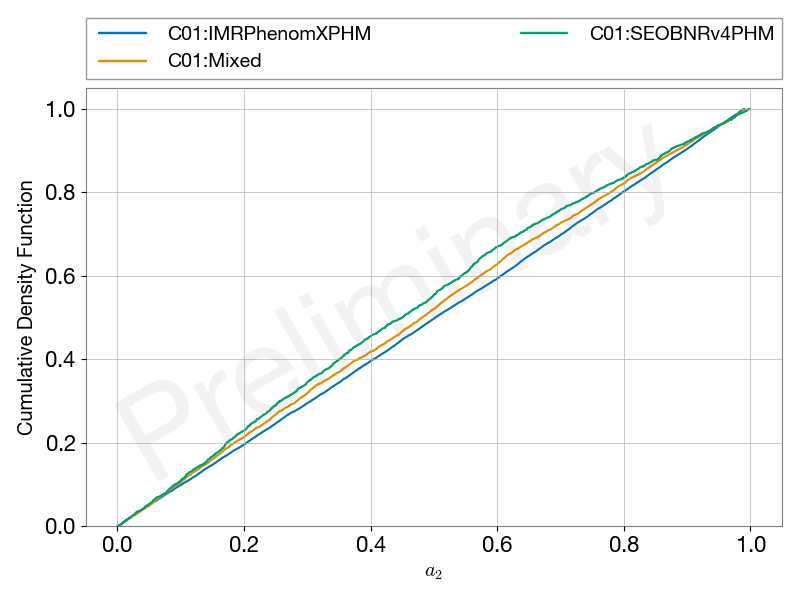 C01:IMRPhenomXPHM
C01:Mixed
C01:SEOBNRv4PHM
Preliminary
Cumulative Density Function
1.0
0.8
0.6
0.4
0.2
0.0
0.0 0.2 0.4 0.6 0.8 1.0
a₂